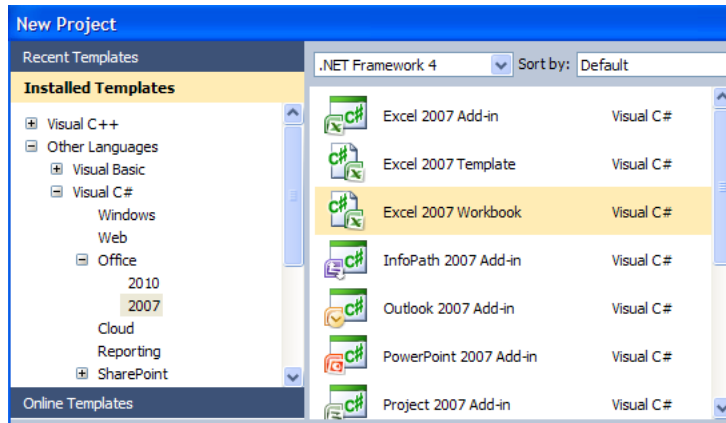 New Project
Recent Templates
Installed Templates
Visual C++
Other Languages
Visual Basic
Visual C#
Windows
Web
Office
2010
2007
Cloud
Reporting
SharePoint
Online Templates
.NET Framework 4 Sort by: Default
C# Excel 2007 Add-in Visual C#
C# Excel 2007 Template Visual C#
C# Excel 2007 Workbook Visual C#
C# InfoPath 2007 Add-in Visual C#
C# Outlook 2007 Add-in Visual C#
C# PowerPoint 2007 Add-in Visual C#
C# Project 2007 Add-in Visual C#